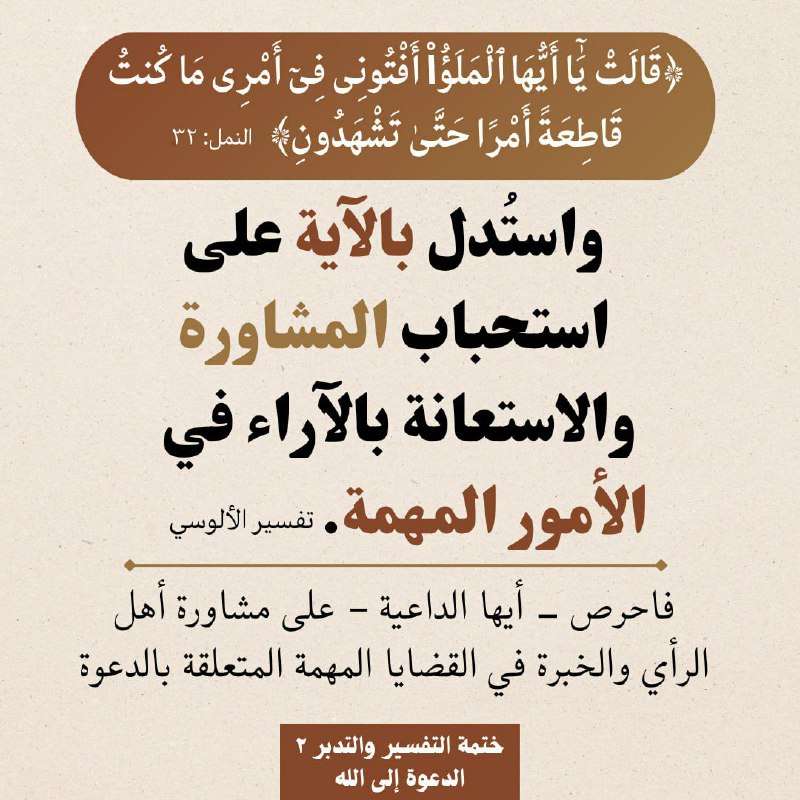 ﴿قَالَتْ يَٰٓا أَيُّهَا ٱلْمَلَؤُا۟ أَفْتُونِى فِىٓ أَمْرِى مَا كُنتُ
قَاطِعَةً أَمْرًا حَتَّىٰ تَشْهَدُونِ﴾ النمل: ٣٢
واستُدل بالآية على
استحباب المشاورة
والاستعانة بالآراء في
الأمور المهمة. تفسير الألوسي
فاحرص – أيها الداعية – على مشاورة أهل
الرأي والخبرة في القضايا المهمة المتعلقة بالدعوة
ختمة التفسير والتدبر ٢
الدعوة إلى الله